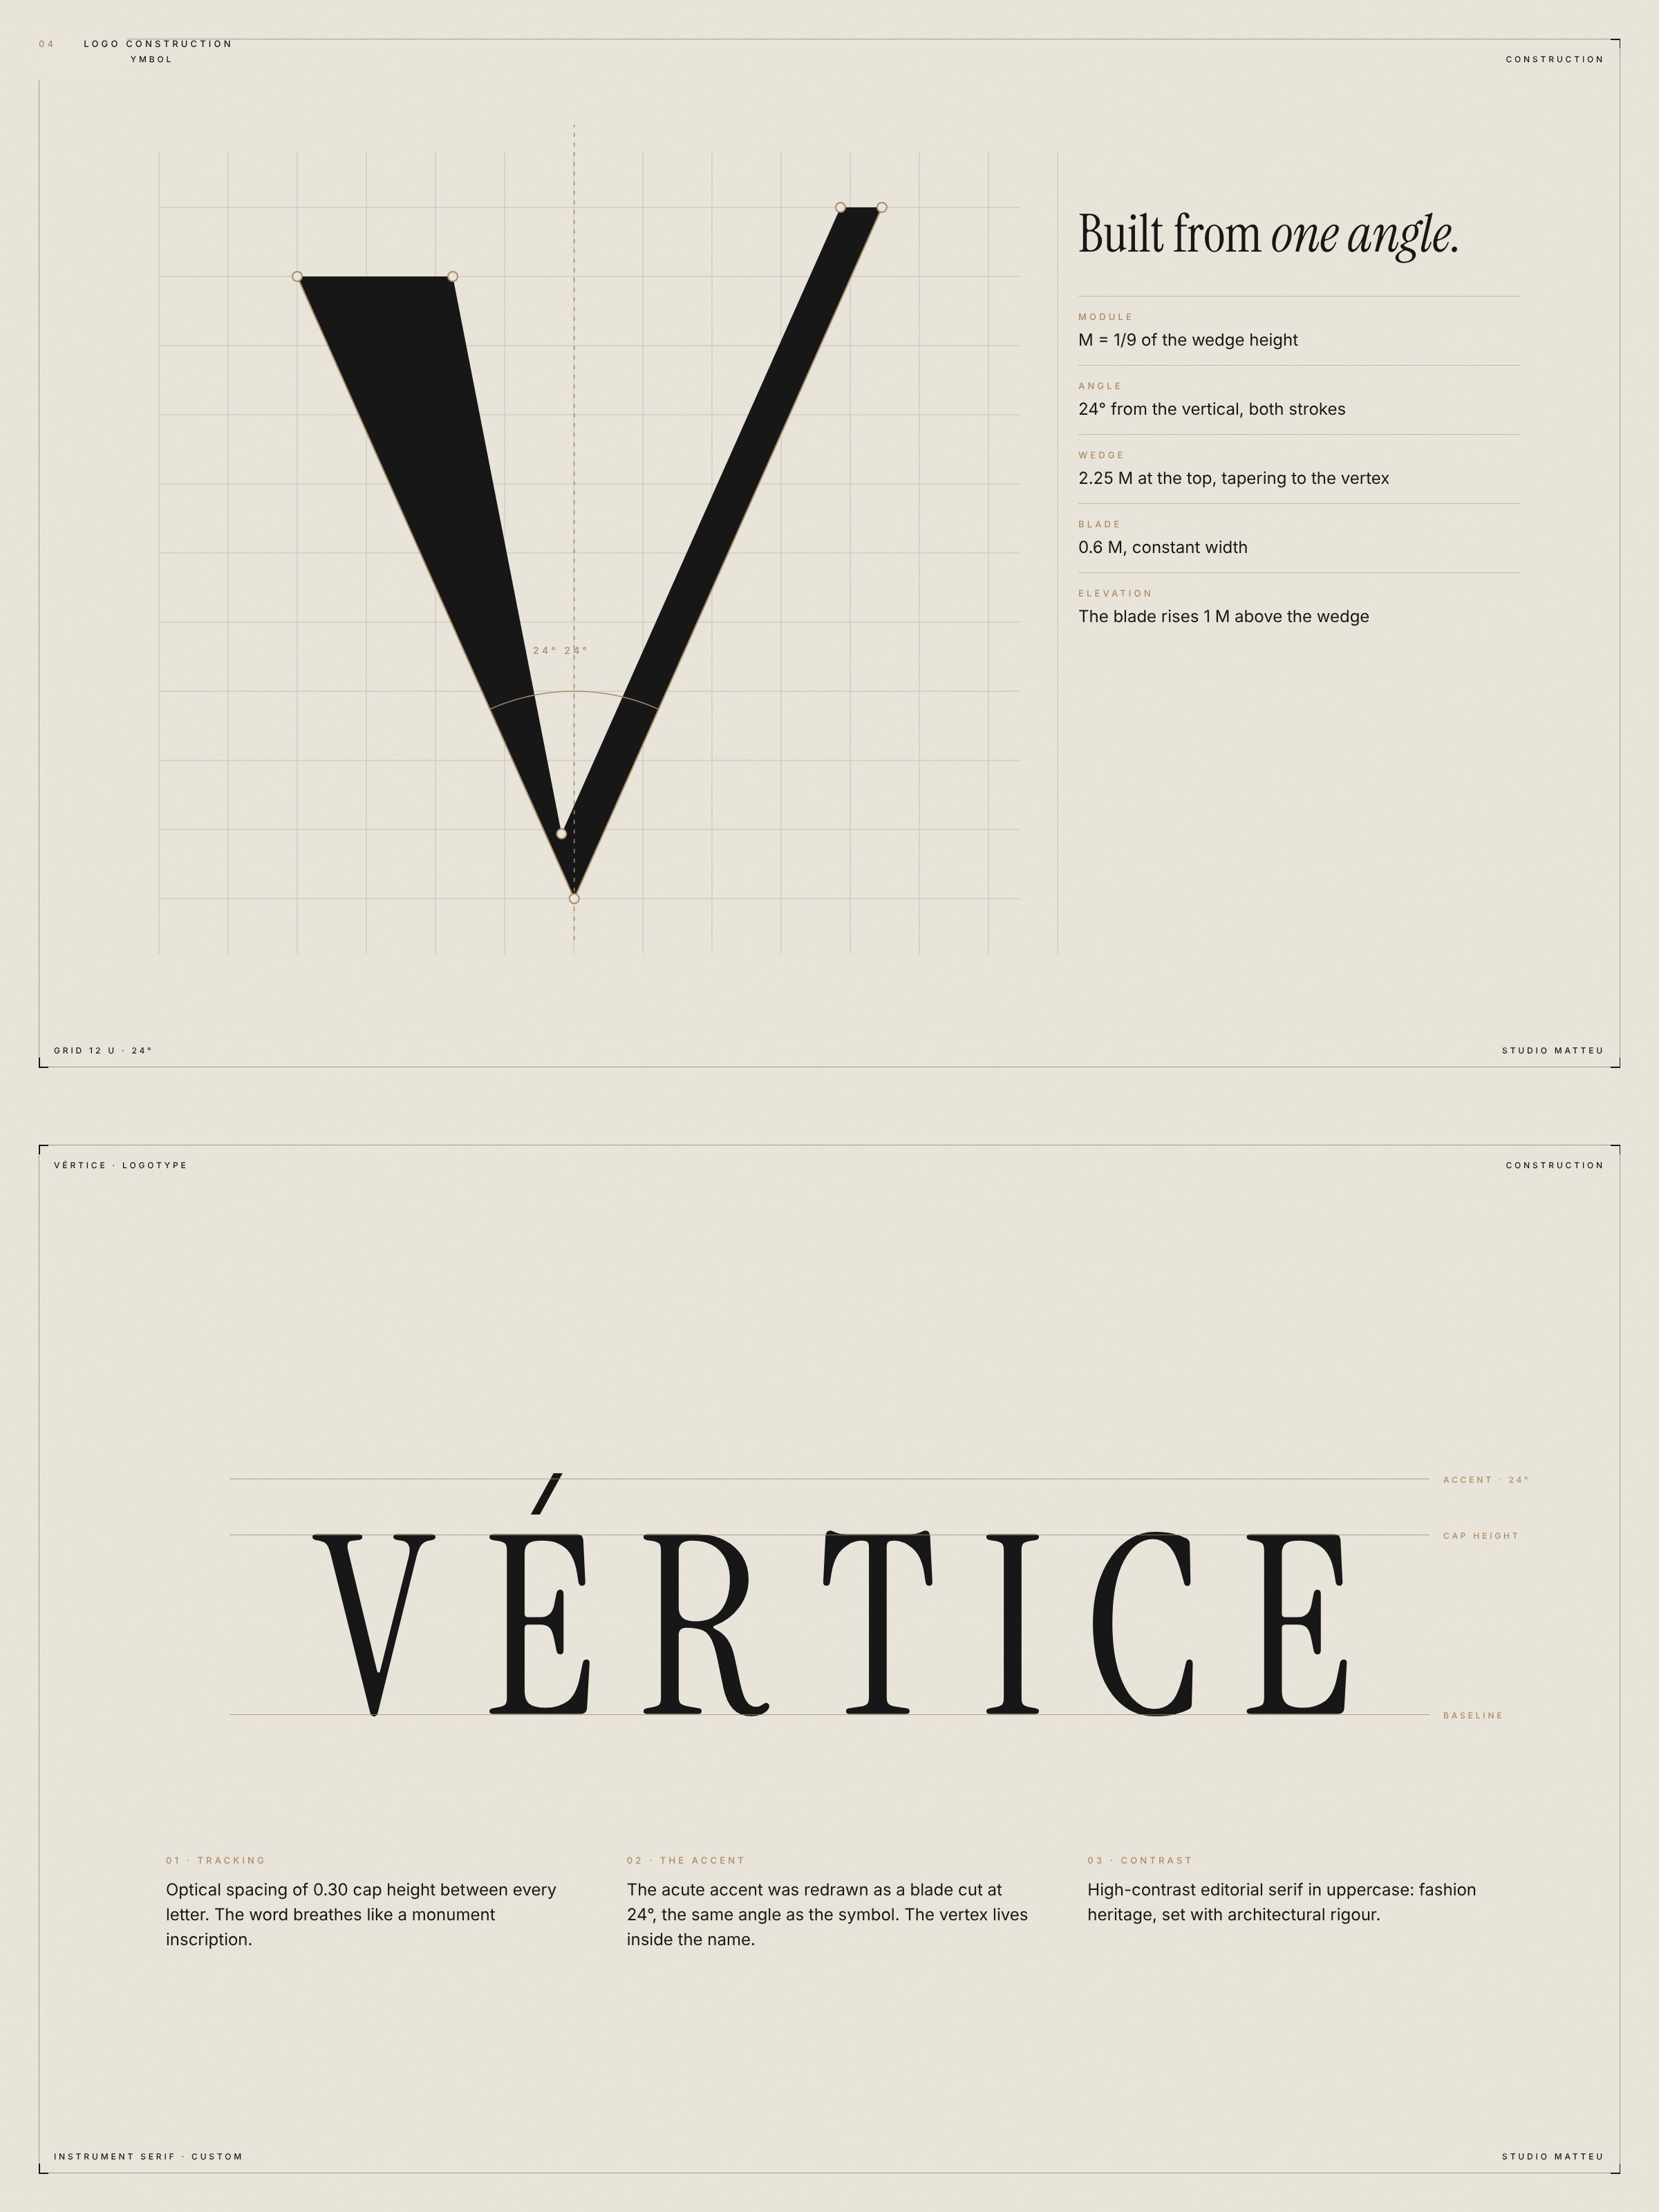 04 LOGO CONSTRUCTION
YMBOL
CONSTRUCTION
Built from one angle.
MODULE
M = 1/9 of the wedge height
ANGLE
24° from the vertical, both strokes
WEDGE
2.25 M at the top, tapering to the vertex
BLADE
0.6 M, constant width
ELEVATION
The blade rises 1 M above the wedge
24° 24°
GRID 12 U · 24°
STUDIO MATTEU
VÉRTICE · LOGOTYPE
CONSTRUCTION
ACCENT · 24°
CAP HEIGHT
VÉRTICE
BASELINE
01 · TRACKING
Optical spacing of 0.30 cap height between every
letter. The word breathes like a monument
inscription.
02 · THE ACCENT
The acute accent was redrawn as a blade cut at
24°, the same angle as the symbol. The vertex lives
inside the name.
03 · CONTRAST
High-contrast editorial serif in uppercase: fashion
heritage, set with architectural rigour.
INSTRUMENT SERIF · CUSTOM
STUDIO MATTEU